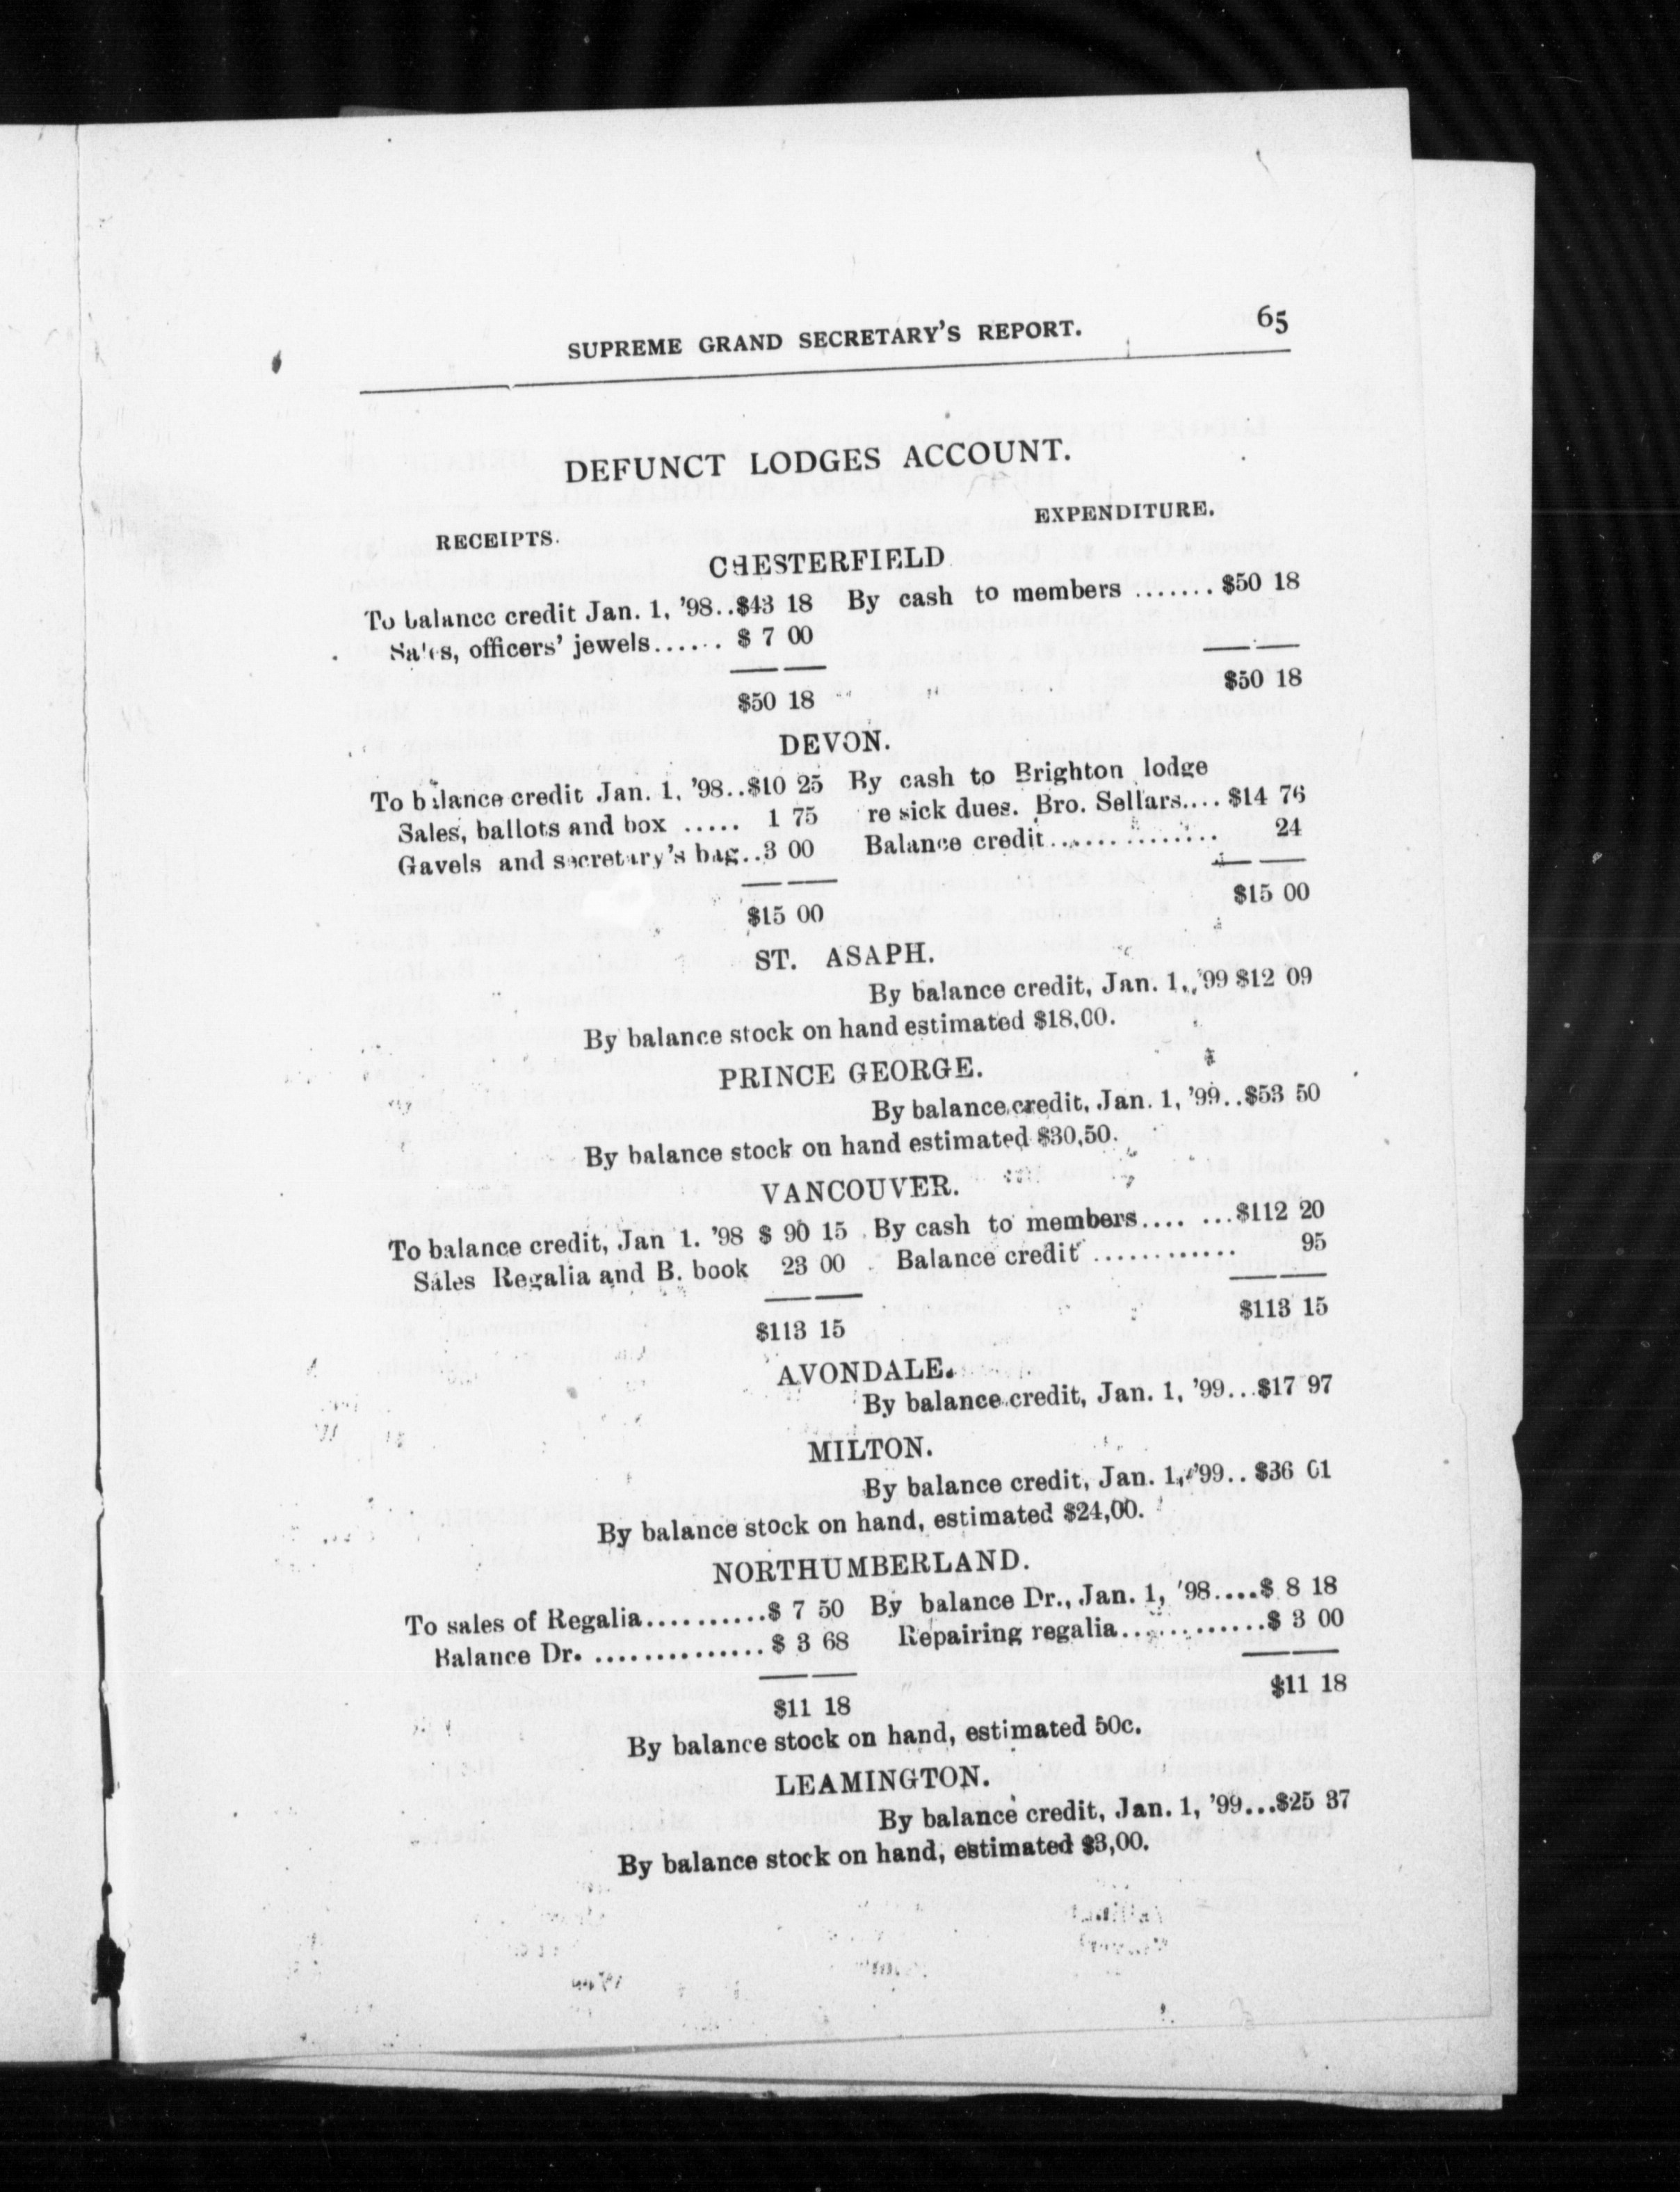 SUPREME GRAND SECRETARY'S REPORT. 65
DEFUNCT LODGES ACCOUNT.
RECEIPTS. EXPENDITURE.
CHESTERFIELD
To balance credit Jan. 1, '98..$43 18 By cash to members .......$50 18
Sales, officers' jewels...... $ 7 00
$50 18 $50 18
DEVON.
To balance credit Jan. 1, '98..$10 25 By cash to Brighton lodge
Sales, ballots and box ..... 1 75 re sick dues. Bro. Sellars....$14 76
Gavels and secretary's bag..3 00 Balance credit.............. 24
$15 00 $15 00
ST. ASAPH.
By balance credit, Jan. 1., '99 $12 09
By balance stock on hand estimated $18,00.
PRINCE GEORGE.
By balance credit, Jan. 1, '99..$53 50
By balance stock on hand estimated $30,50.
VANCOUVER.
To balance credit, Jan 1. '98 $ 90 15 By cash to members.... ...$112 20
Sales Regalia and B. book 23 00 Balance credit ............ 95
$113 15 $113 15
AVONDALE.
By balance credit, Jan. 1, '99...$17 97
MILTON.
By balance credit, Jan. 1, '99.. $36 01
By balance stock on hand, estimated $24,00.
NORTHUMBERLAND.
To sales of Regalia..........$ 7 50 By balance Dr., Jan. 1, '98....$ 8 18
Balance Dr. ..............$ 3 68 Repairing regalia............$ 3 00
$11 18 $11 18
By balance stock on hand, estimated 50c.
LEAMINGTON.
By balance credit, Jan. 1, '99...$25 37
By balance stock on hand, estimated $3,00.